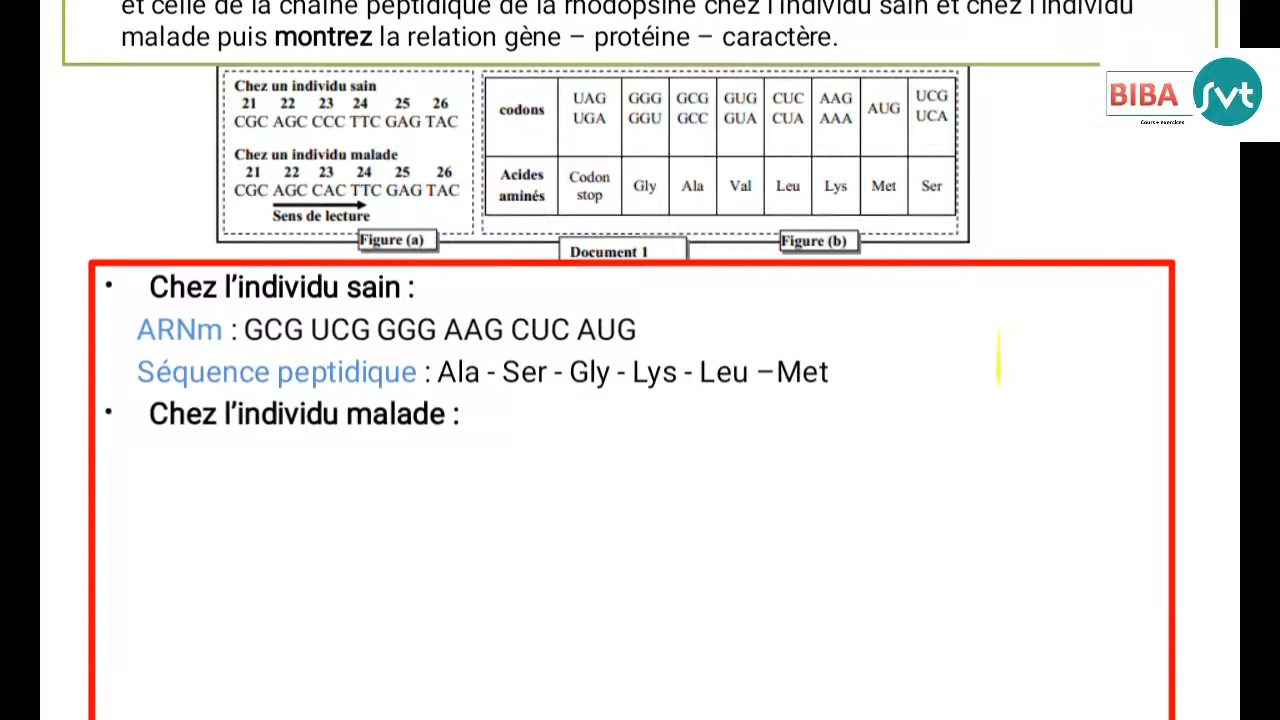 et celle de la chaîne peptidique de la rhodopsine chez l'individu sain et chez l'individu
malade puis montrez la relation gène – protéine – caractère.
BIBA
Cours + exercices
svt
Chez un individu sain
21 22 23 24 25 26
CGC AGC CCC TTC GAG TAC
Chez un individu malade
21 22 23 24 25 26
CGC AGC CAC TTC GAG TAC
Sens de lecture
Figure (a)
codons UAG GGG GCG GUG CUC AAG AUG UCG
UGA GGU GCC GUA CUA AAA UCA
Acides aminés Codon stop Gly Ala Val Leu Lys Met Ser
Figure (b)
Document 1
• Chez l'individu sain :
ARNm : GCG UCG GGG AAG CUC AUG
Séquence peptidique : Ala - Ser - Gly - Lys - Leu –Met
• Chez l'individu malade :